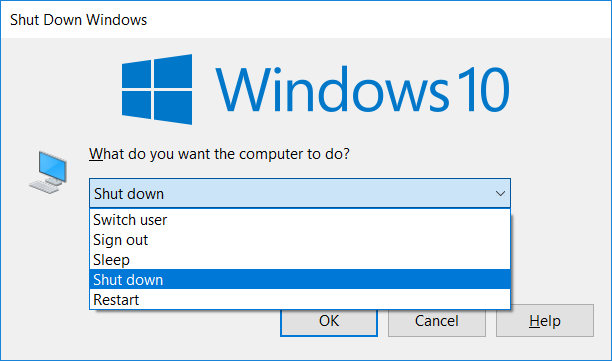 Shut Down Windows
Windows 10
What do you want the computer to do?
Shut down
Switch user
Sign out
Sleep
Shut down
Restart
OK Cancel Help